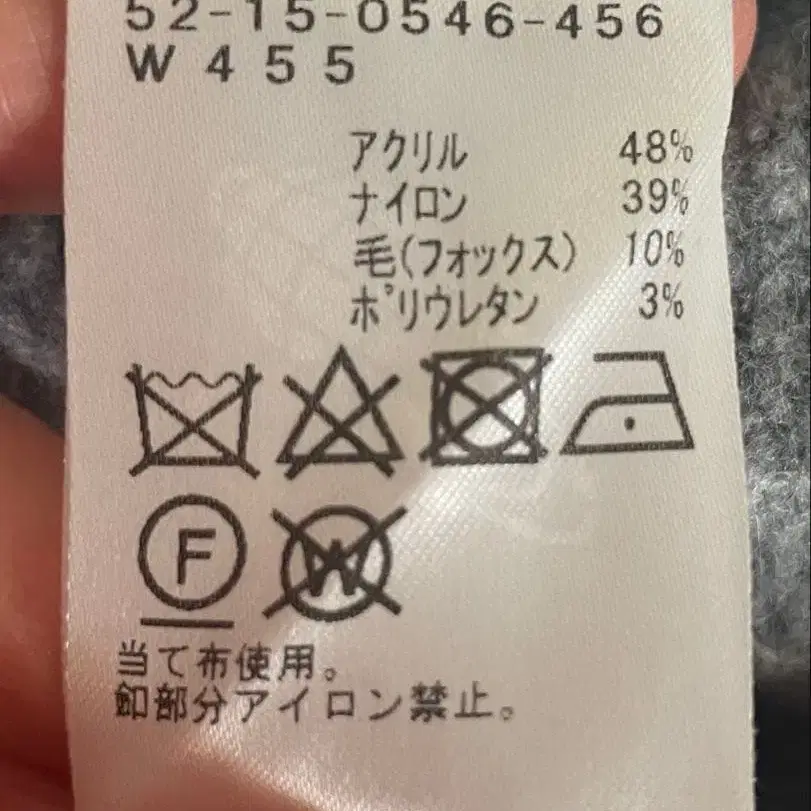 52-15-0546-456
W 455
アクリル 48%
ナイロン 39%
毛(フォックス) 10%
ポリウレタン 3%
F
W
当て布使用。
釦部分アイロン禁止。